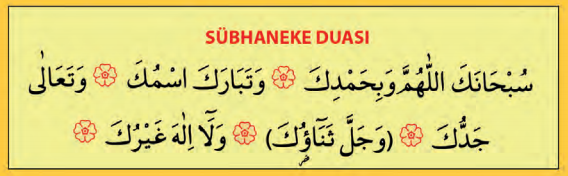 SÜBHANEKE DUASI
سُبْحَانَكَ اللّٰهُمَّ وَبِحَمْدِكَ ۞ وَتَبَارَكَ اسْمُكَ ۞ وَتَعَالٰى
جَدُّكَ ۞ (وَجَلَّ ثَنَٓاؤُكَ) ۞ وَلَٓا اِلٰهَ غَيْرُكَ